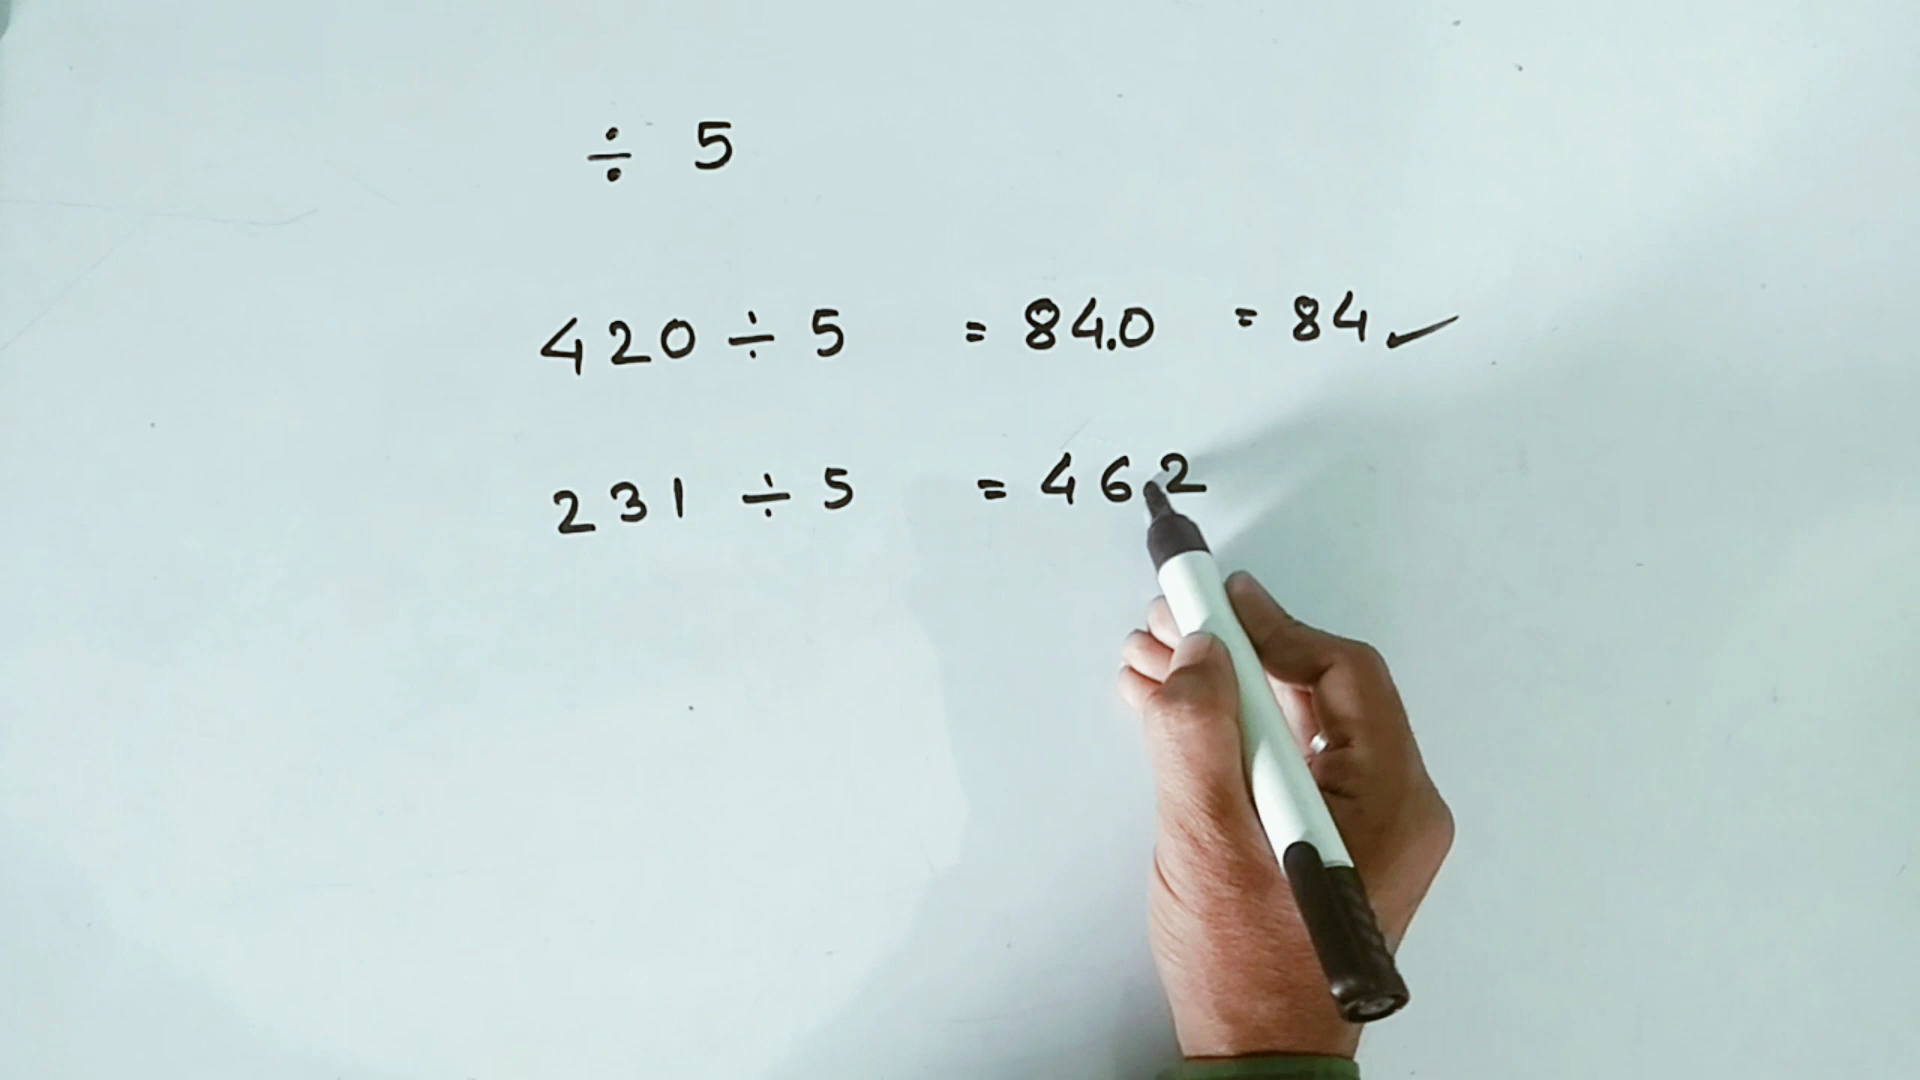 ÷ 5
420 ÷ 5 = 84.0 = 84 ✓
231 ÷ 5 = 462